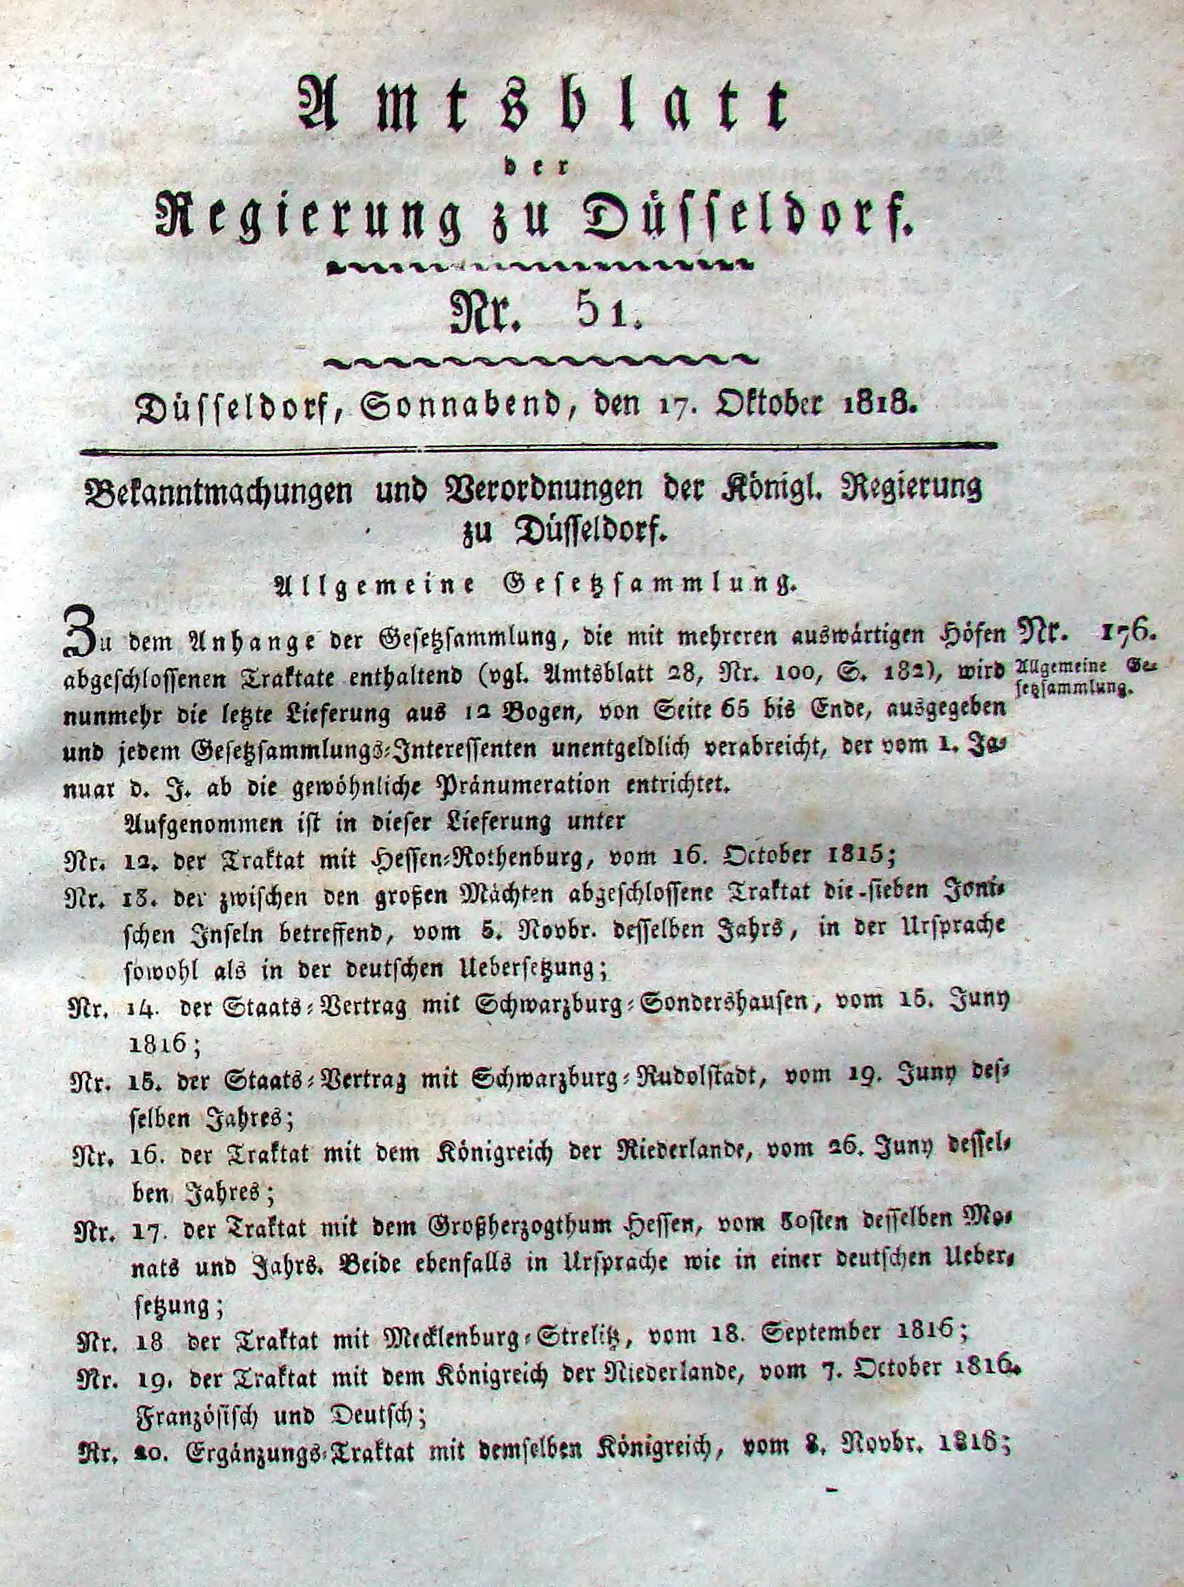 Amtsblatt
der
Regierung zu Düsseldorf.
Nr. 51.
Düsseldorf, Sonnabend, den 17. Oktober 1818.
Bekanntmachungen und Verordnungen der Königl. Regierung
zu Düsseldorf.
Allgemeine Gesetzsammlung.
Zu dem Anhange der Gesetzsammlung, die mit mehreren auswärtigen Höfen
abgeschlossenen Traktate enthaltend (vgl. Amtsblatt 28, Nr. 100, S. 182), wird
nunmehr die letzte Lieferung aus 12 Bogen, von Seite 65 bis Ende, ausgegeben
und jedem Gesetzsammlungs-Interessenten unentgeldlich verabreicht, der vom 1. Ja-
nuar d. J. ab die gewöhnliche Pränumeration entrichtet.
Nr. 176.
Allgemeine Ge-
setzsammlung.
Aufgenommen ist in dieser Lieferung unter
Nr. 12. der Traktat mit Hessen-Rothenburg, vom 16. October 1815;
Nr. 13. der zwischen den großen Mächten abgeschlossene Traktat die sieben Joni-
schen Inseln betreffend, vom 5. Novbr. desselben Jahrs, in der Ursprache
sowohl als in der deutschen Uebersetzung;
Nr. 14. der Staats-Vertrag mit Schwarzburg-Sondershausen, vom 15. Juny
1816;
Nr. 15. der Staats-Vertrag mit Schwarzburg-Rudolstadt, vom 19. Juny des-
selben Jahres;
Nr. 16. der Traktat mit dem Königreich der Niederlande, vom 26. Juny dessel-
ben Jahres;
Nr. 17. der Traktat mit dem Großherzogthum Hessen, vom 30sten desselben Mo-
nats und Jahrs. Beide ebenfalls in Ursprache wie in einer deutschen Ueber-
setzung;
Nr. 18 der Traktat mit Mecklenburg-Strelitz, vom 18. September 1816;
Nr. 19. der Traktat mit dem Königreich der Niederlande, vom 7. October 1816.
Französisch und Deutsch;
Nr. 20. Ergänzungs-Traktat mit demselben Königreich, vom 8. Novbr. 1816;